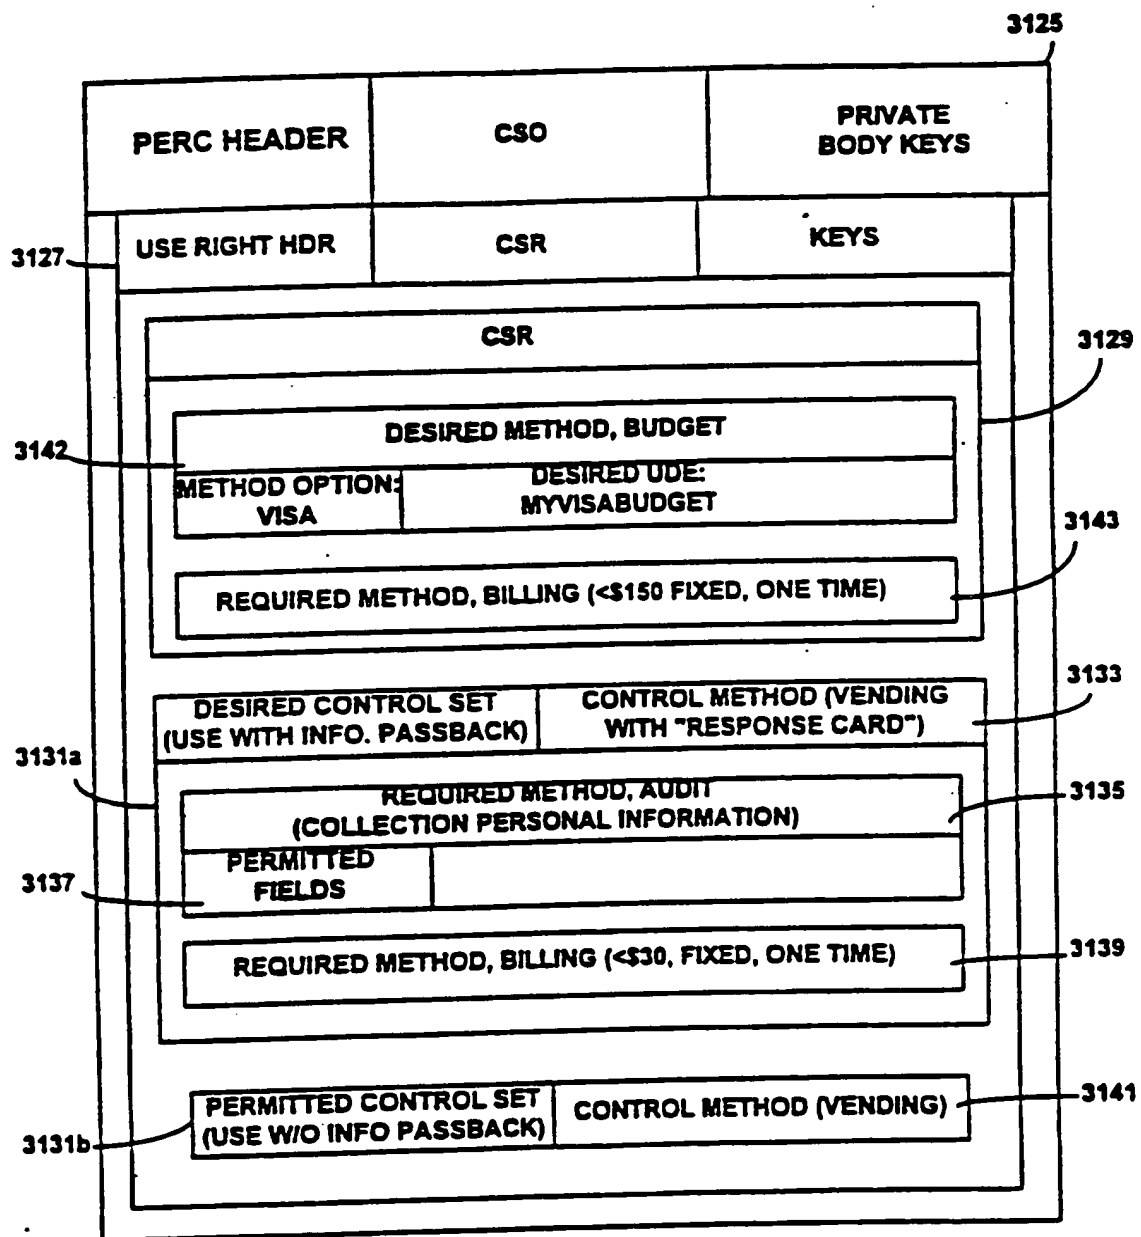 3125
PERC HEADER
CSO
PRIVATE
BODY KEYS
3127
USE RIGHT HDR
CSR
KEYS
CSR
3129
DESIRED METHOD, BUDGET
3142
METHOD OPTION:
VISA
DESIRED UDE:
MYVISABUDGET
3143
REQUIRED METHOD, BILLING (<$150 FIXED, ONE TIME)
DESIRED CONTROL SET
(USE WITH INFO. PASSBACK)
CONTROL METHOD (VENDING
WITH "RESPONSE CARD")
3133
3131a
REQUIRED METHOD, AUDIT
(COLLECTION PERSONAL INFORMATION)
3135
PERMITTED
FIELDS
3137
REQUIRED METHOD, BILLING (<$30, FIXED, ONE TIME)
3139
PERMITTED CONTROL SET
(USE W/O INFO PASSBACK)
CONTROL METHOD (VENDING)
3141
3131b